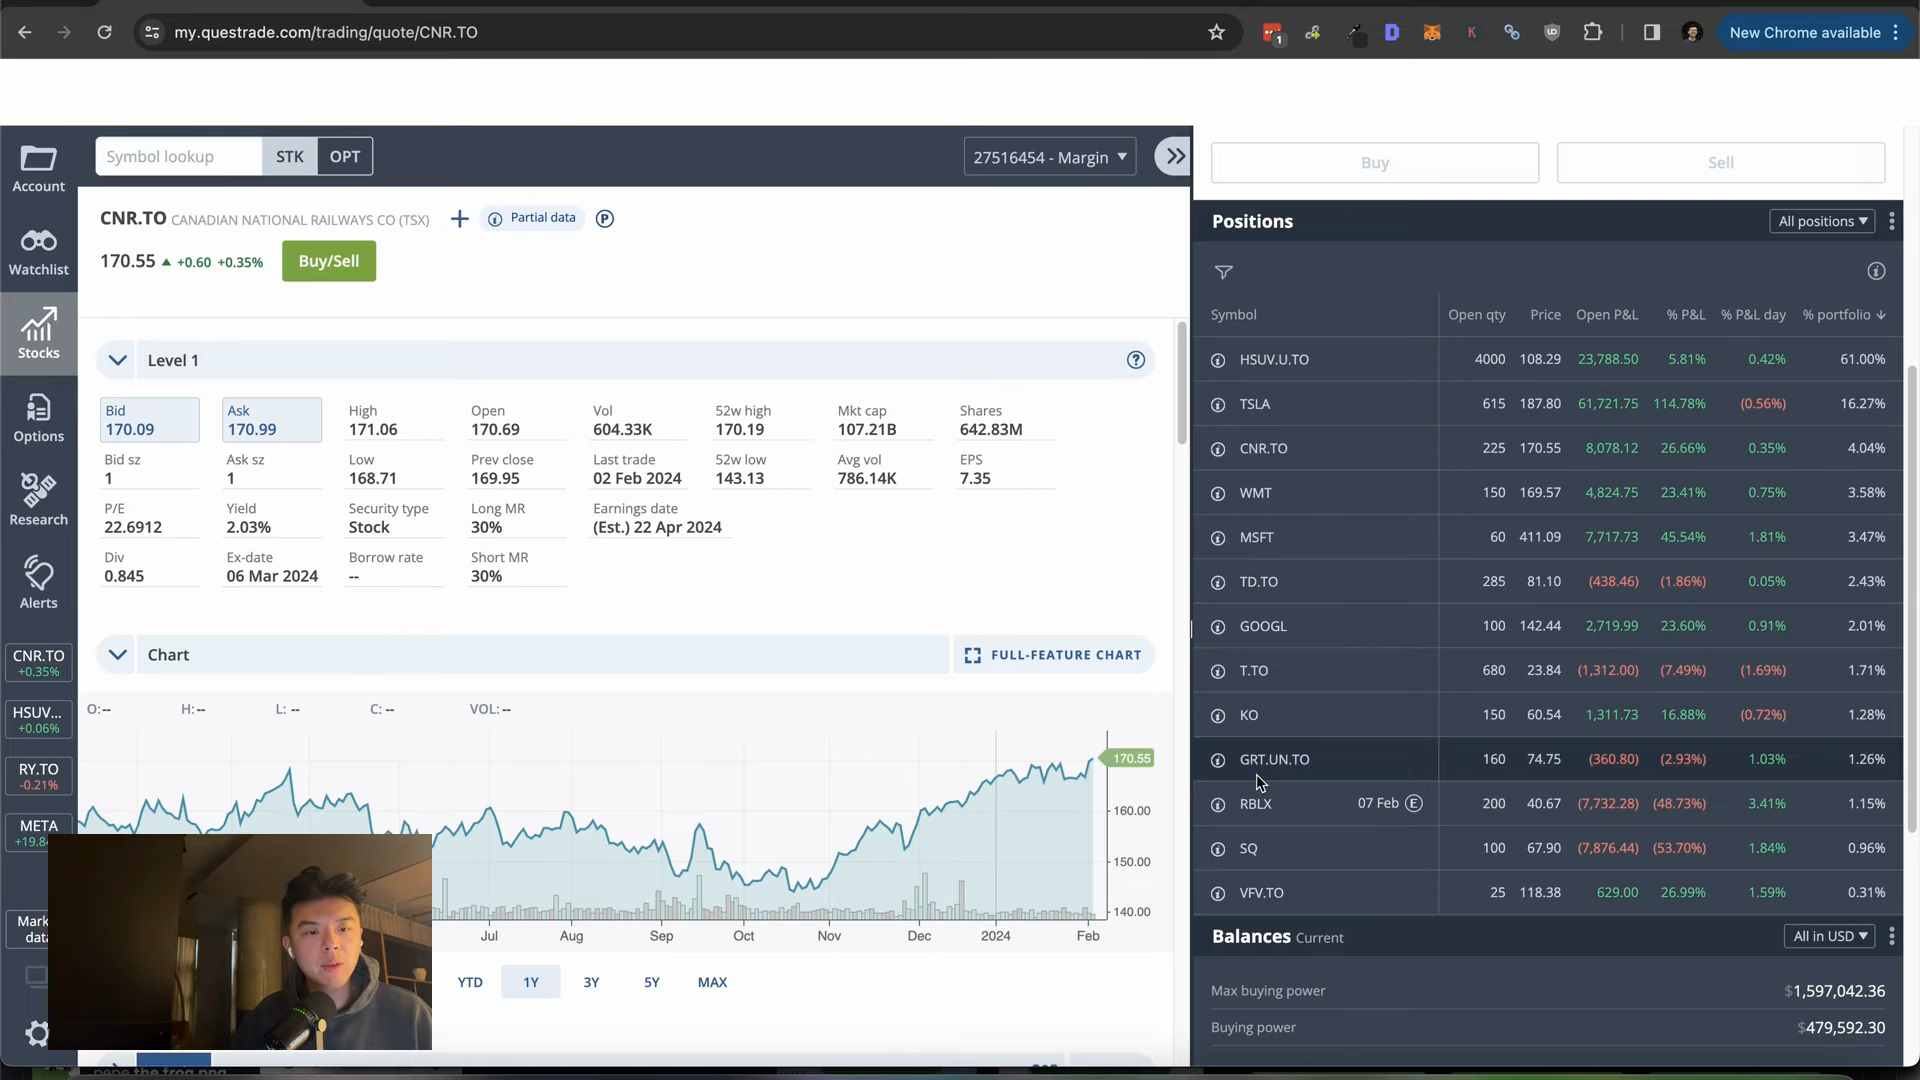 my.questrade.com/trading/quote/CNR.TO
1
New Chrome available
Account
Watchlist
Stocks
Options
Research
Alerts
CNR.TO
+0.35%
HSUV...
+0.06%
RY.TO
-0.21%
META
Symbol lookup
STK
OPT
27516454 - Margin
CNR.TO CANADIAN NATIONAL RAILWAYS CO (TSX)
Partial data
P
170.55 +0.60 +0.35%
Buy/Sell
Level 1
Bid Ask High Open Vol 52w high Mkt cap Shares
170.09 170.99 171.06 170.69 604.33K 170.19 107.21B 642.83M
Bid sz Ask sz Low Prev close Last trade 52w low Avg vol EPS
1 1 168.71 169.95 02 Feb 2024 143.13 786.14K 7.35
P/E Yield Security type Long MR Earnings date
22.6912 2.03% Stock 30% (Est.) 22 Apr 2024
Div Ex-date Borrow rate Short MR
0.845 06 Mar 2024 -- 30%
Chart
FULL-FEATURE CHART
O:-- H:-- L: -- C: -- VOL: --
170.55
160.00
150.00
140.00
Jul Aug Sep Oct Nov Dec 2024 Feb
YTD 1Y 3Y 5Y MAX
Buy
Sell
Positions
All positions
Symbol Open qty Price Open P&L % P&L % P&L day % portfolio
HSUV.U.TO 4000 108.29 23,788.50 5.81% 0.42% 61.00%
TSLA 615 187.80 61,721.75 114.78% (0.56%) 16.27%
CNR.TO 225 170.55 8,078.12 26.66% 0.35% 4.04%
WMT 150 169.57 4,824.75 23.41% 0.75% 3.58%
MSFT 60 411.09 7,717.73 45.54% 1.81% 3.47%
TD.TO 285 81.10 (438.46) (1.86%) 0.05% 2.43%
GOOGL 100 142.44 2,719.99 23.60% 0.91% 2.01%
T.TO 680 23.84 (1,312.00) (7.49%) (1.69%) 1.71%
KO 150 60.54 1,311.73 16.88% (0.72%) 1.28%
GRT.UN.TO 160 74.75 (360.80) (2.93%) 1.03% 1.26%
RBLX 07 Feb E 200 40.67 (7,732.28) (48.73%) 3.41% 1.15%
SQ 100 67.90 (7,876.44) (53.70%) 1.84% 0.96%
VFV.TO 25 118.38 629.00 26.99% 1.59% 0.31%
Balances Current
All in USD
Max buying power $1,597,042.36
Buying power $479,592.30